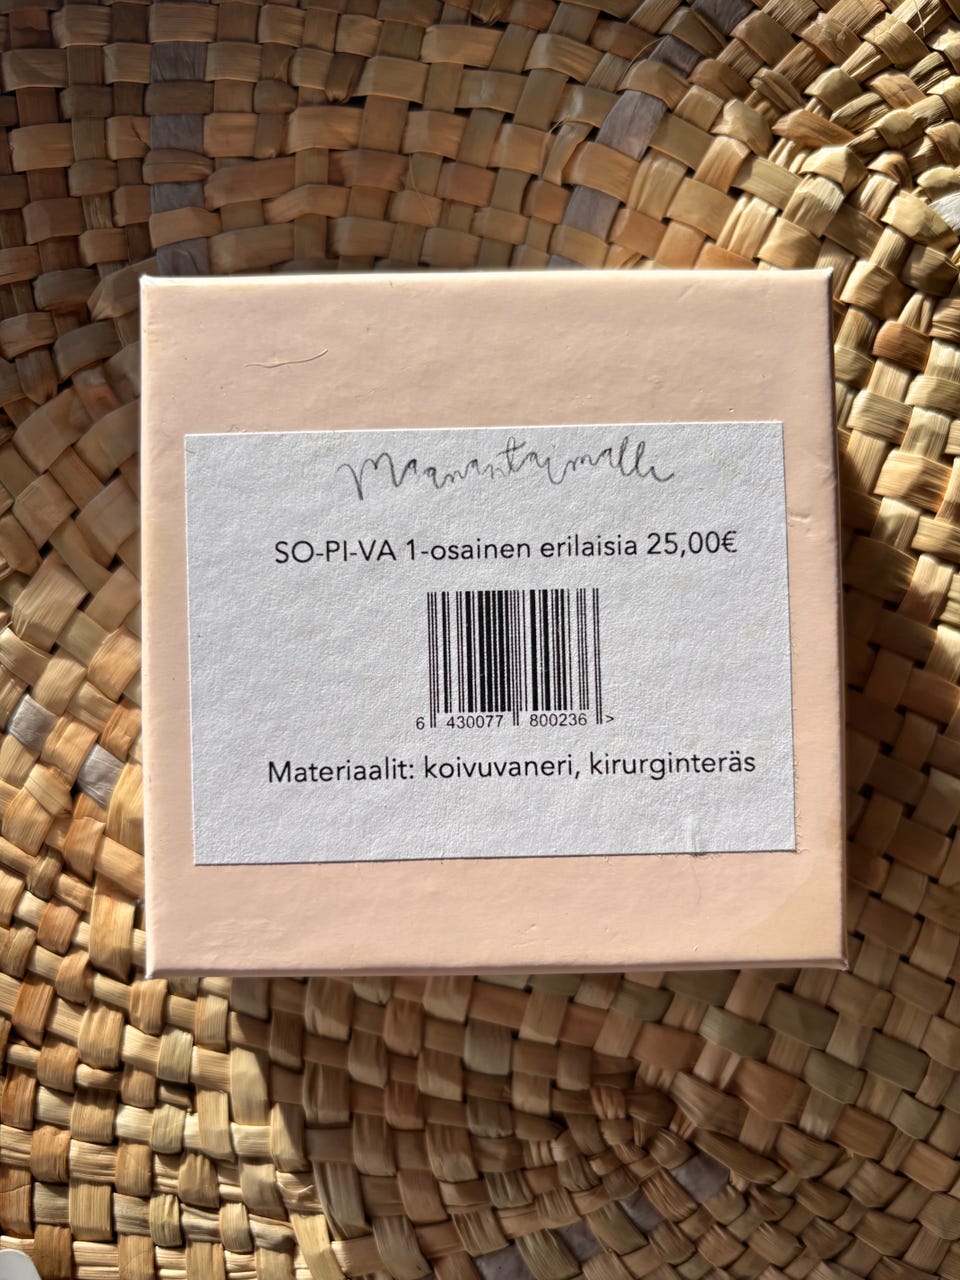 Maanantaimalli
SO-PI-VA 1-osainen erilaisia 25,00€
6 430077 800236 >
Materiaalit: koivuvaneri, kirurginteräs